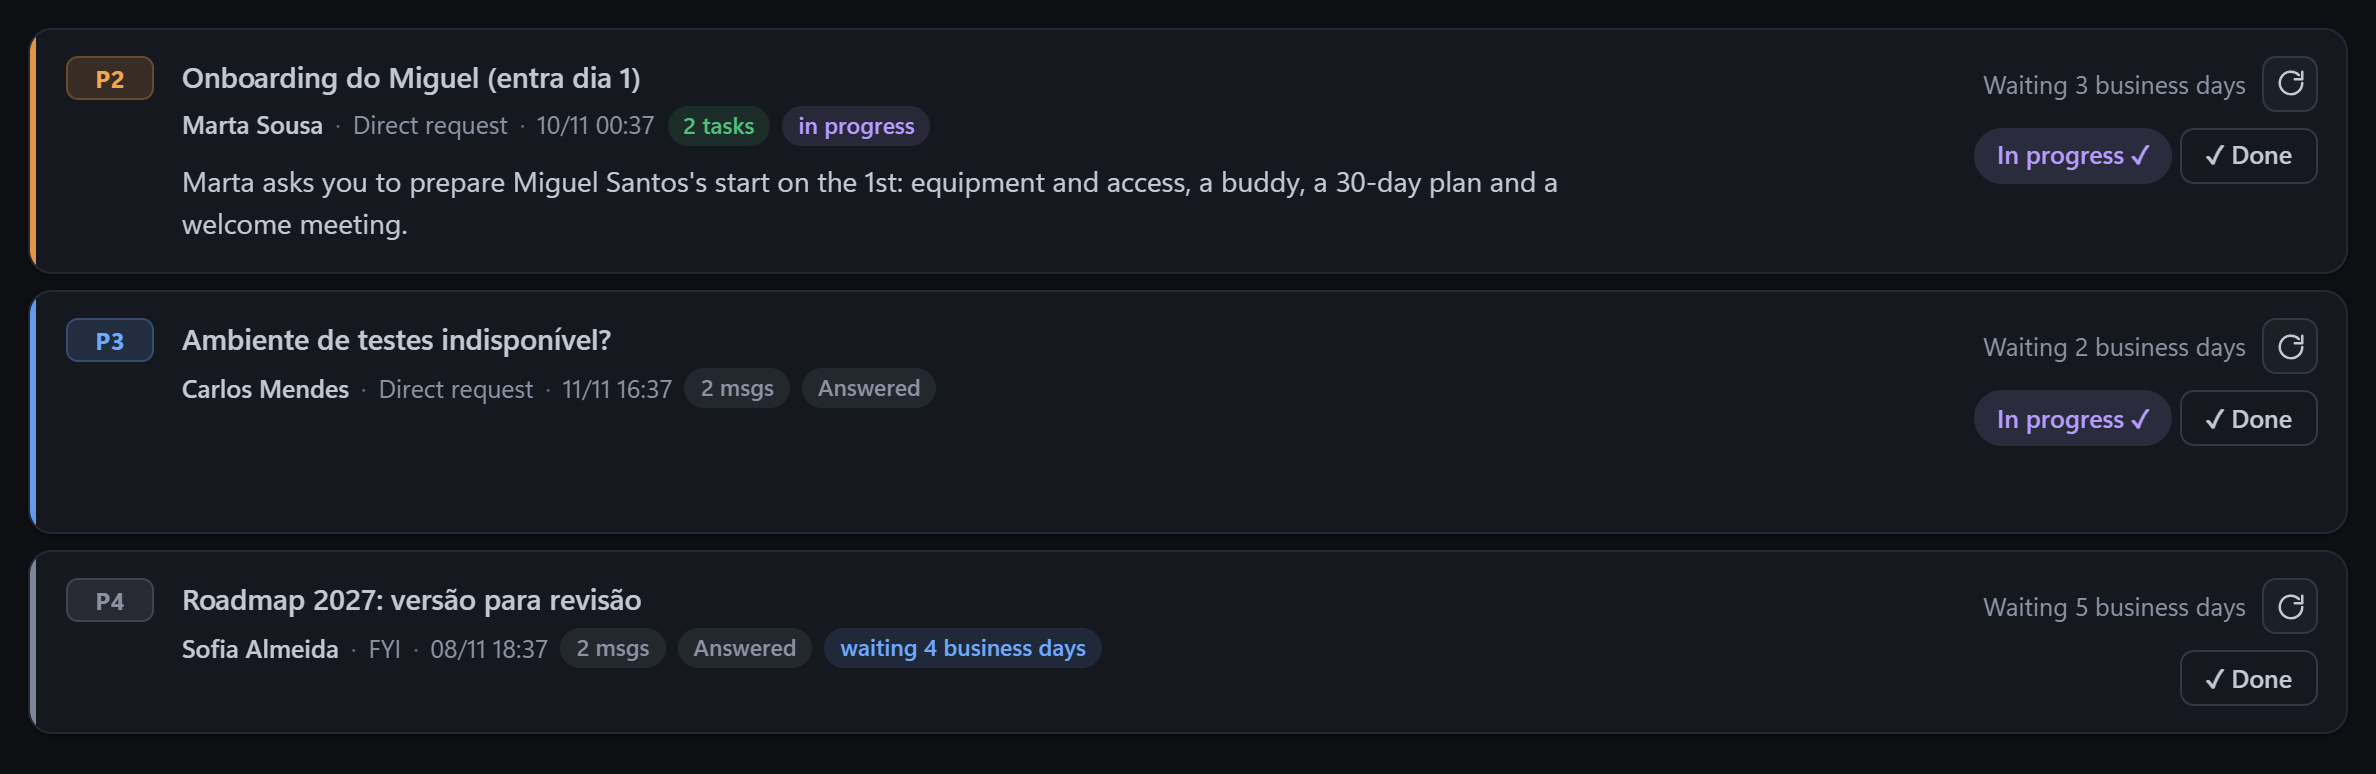 P2 Onboarding do Miguel (entra dia 1) Waiting 3 business days
Marta Sousa · Direct request · 10/11 00:37 2 tasks in progress
In progress ✓ ✓ Done
Marta asks you to prepare Miguel Santos's start on the 1st: equipment and access, a buddy, a 30-day plan and a
welcome meeting.
P3 Ambiente de testes indisponível? Waiting 2 business days
Carlos Mendes · Direct request · 11/11 16:37 2 msgs Answered
In progress ✓ ✓ Done
P4 Roadmap 2027: versão para revisão Waiting 5 business days
Sofia Almeida · FYI · 08/11 18:37 2 msgs Answered waiting 4 business days
✓ Done